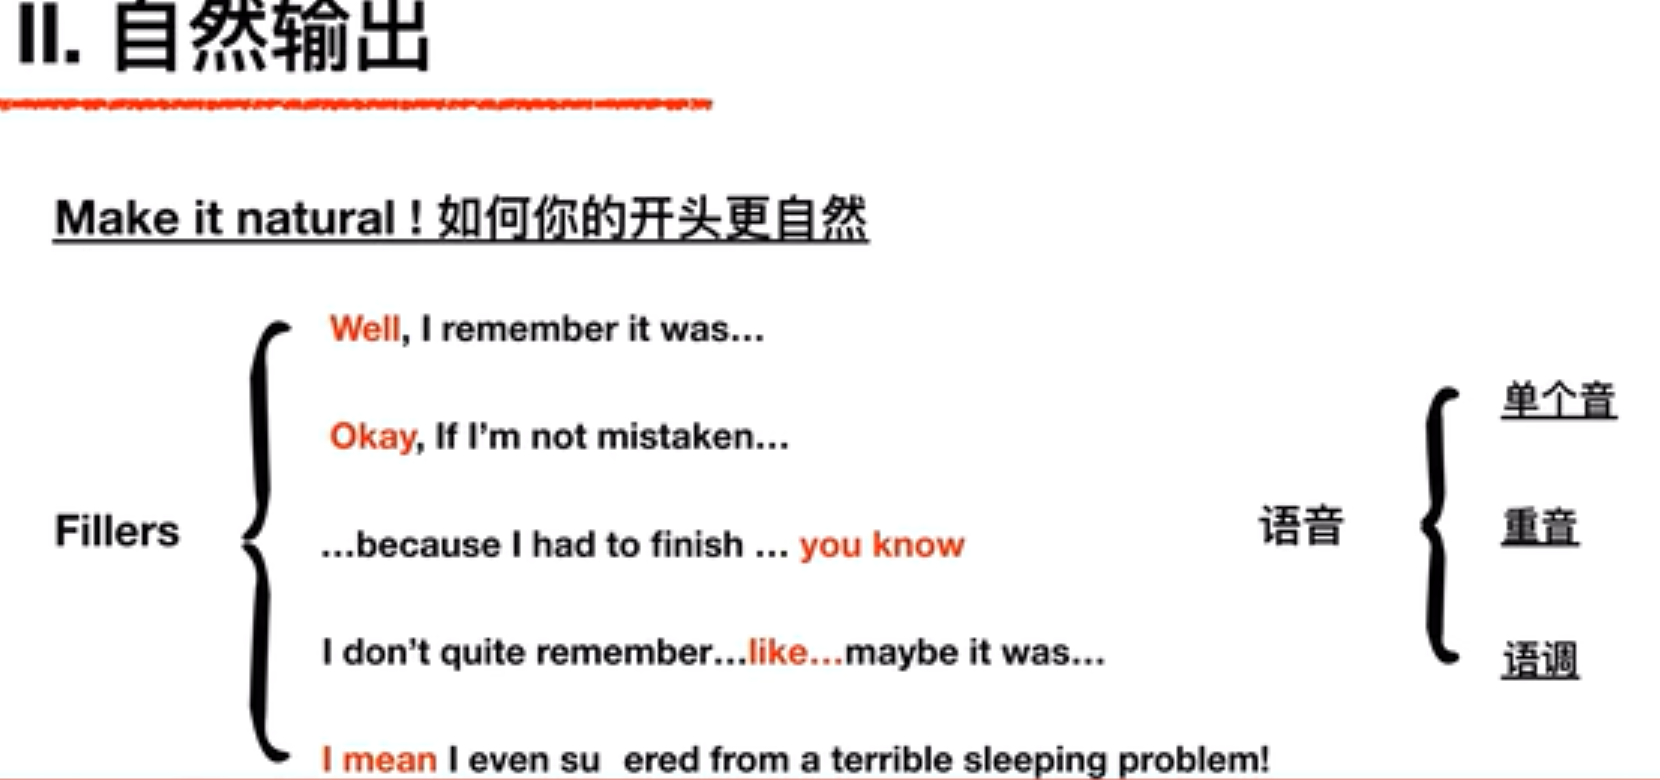 II. 自然输出
Make it natural ! 如何你的开头更自然
Fillers
Well, I remember it was...
Okay, If I'm not mistaken...
...because I had to finish ... you know
I don't quite remember...like...maybe it was...
I mean I even su ered from a terrible sleeping problem!
语音
单个音
重音
语调